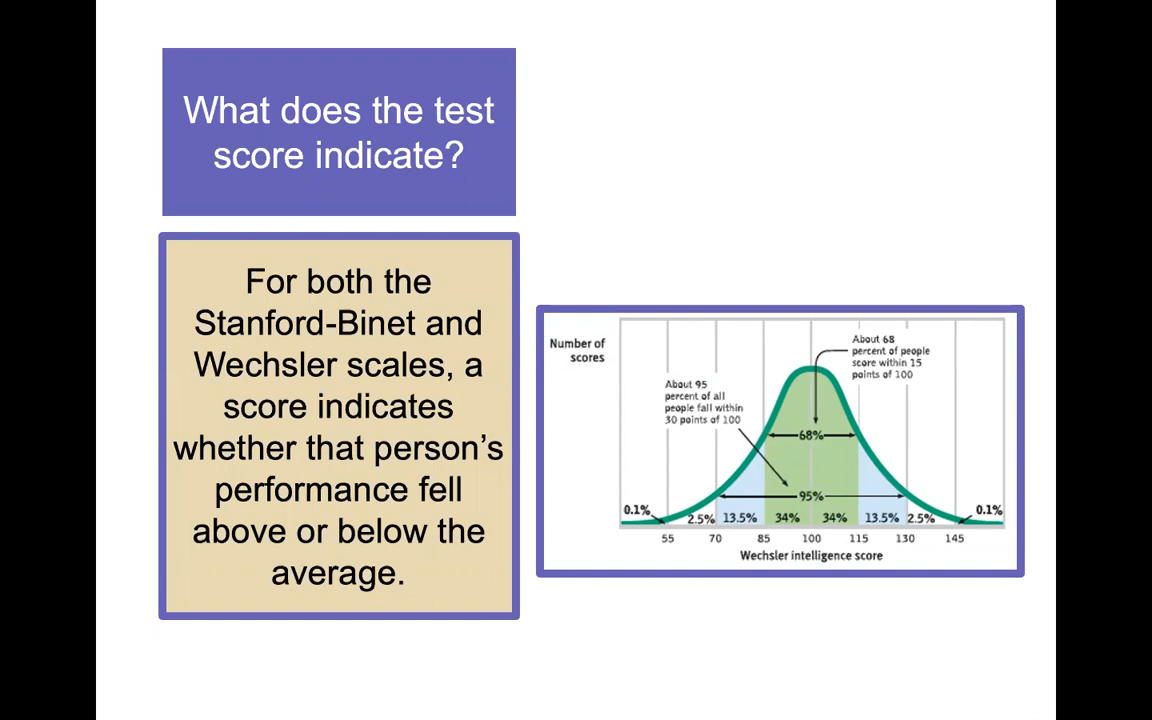 What does the test
score indicate?
For both the
Stanford-Binet and
Wechsler scales, a
score indicates
whether that person’s
performance fell
above or below the
average.
Number of
scores
About 68
percent of people
score within 15
points of 100
About 95
percent of all
people fall within
30 points of 100
68%
95%
0.1%
2.5% 13.5% 34% 34% 13.5% 2.5%
0.1%
55 70 85 100 115 130 145
Wechsler intelligence score